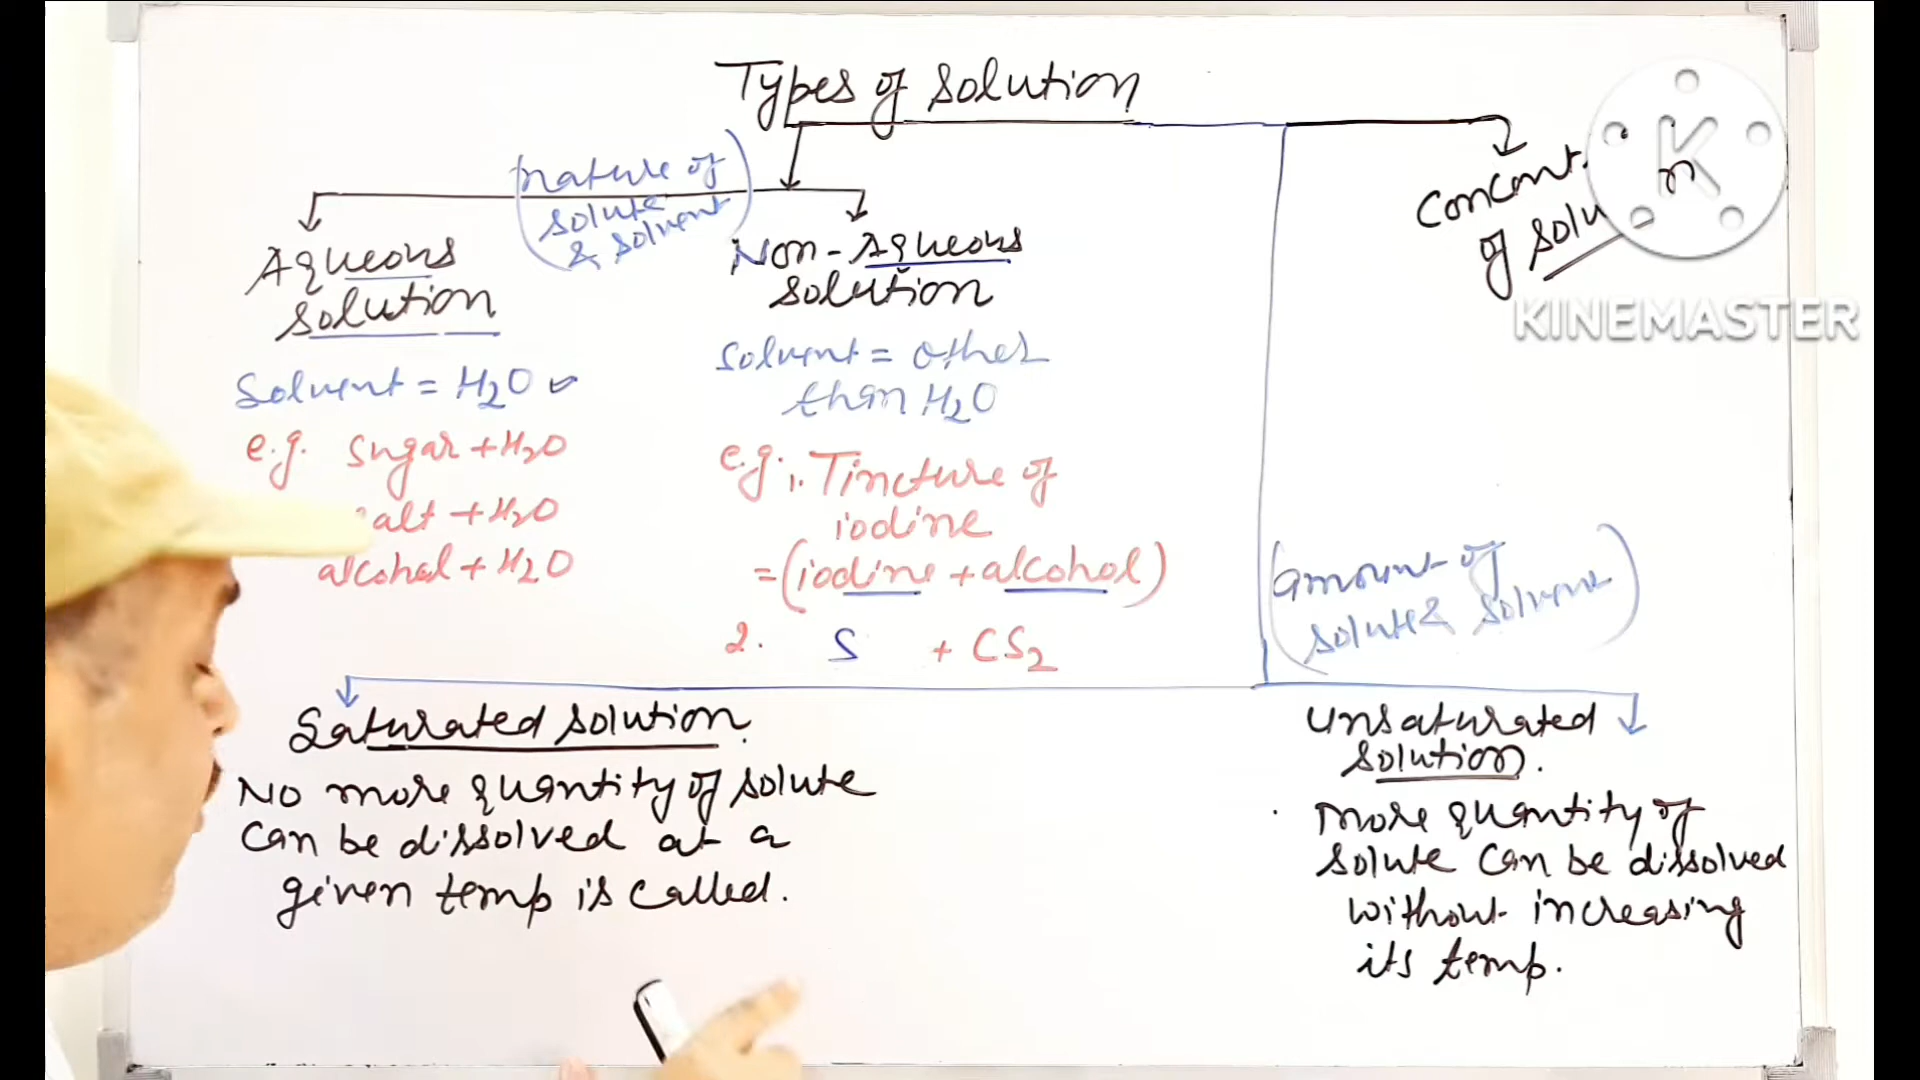 Types of solution
(nature of
solute
& solvent)
Aqueous
solution
Solvent = H2O
e.g. Sugar + H2O
alt + H2O
alcohal + H2O
Non-Aqueous
solution
Solvent = other
than H2O
e.g. 1. Tincture of
iodine
= (iodine + alcohol)
2. S + CS2
Concent.
of solu
n
KINEMASTER
(amount of
solute & solvent)
Saturated solution.
No more quantity of solute
can be dissolved at a
given temp is called.
Unsaturated
solution.
More quantity of
solute can be dissolved
without increasing
its temp.